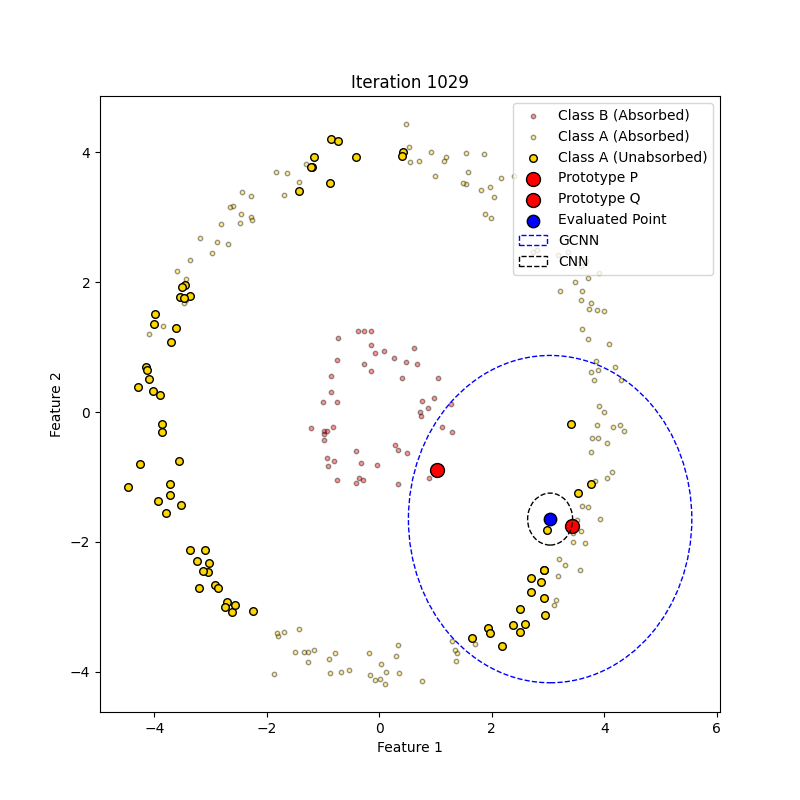 Iteration 1029
Class B (Absorbed)
Class A (Absorbed)
Class A (Unabsorbed)
Prototype P
Prototype Q
Evaluated Point
GCNN
CNN
4
2
0
−2
−4
Feature 2
−4
−2
0
2
4
6
Feature 1